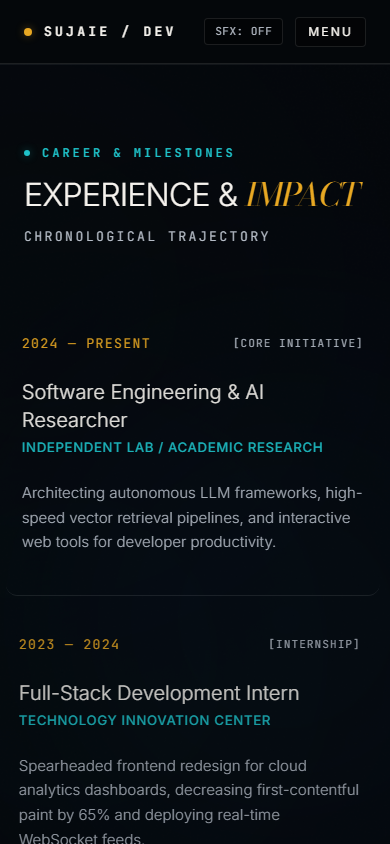 SUJAIE / DEV
SFX: OFF
MENU
CAREER & MILESTONES
EXPERIENCE & IMPACT
CHRONOLOGICAL TRAJECTORY
2024 — PRESENT
[CORE INITIATIVE]
Software Engineering & AI
Researcher
INDEPENDENT LAB / ACADEMIC RESEARCH
Architecting autonomous LLM frameworks, high-
speed vector retrieval pipelines, and interactive
web tools for developer productivity.
2023 — 2024
[INTERNSHIP]
Full-Stack Development Intern
TECHNOLOGY INNOVATION CENTER
Spearheaded frontend redesign for cloud
analytics dashboards, decreasing first-contentful
paint by 65% and deploying real-time
WebSocket feeds.